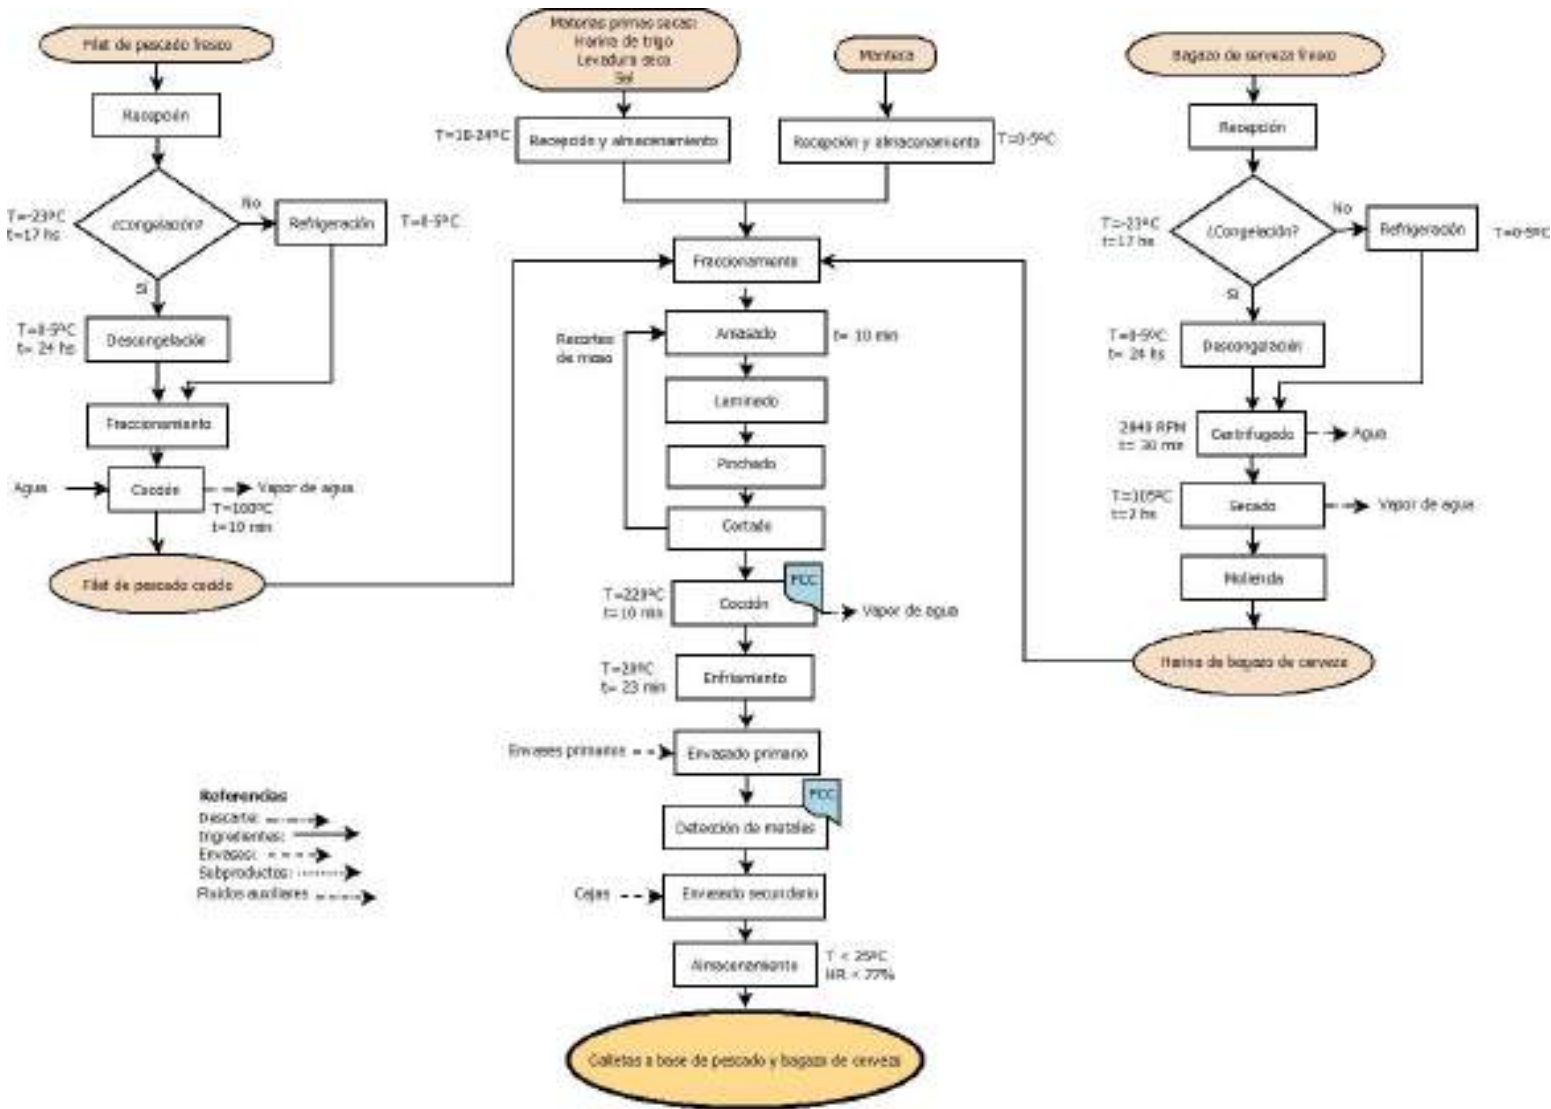 Filet de pescado fresco
Recepción
¿Congelación?
T=-23ºC
t=17 hs
No
Refrigeración
T=0-5ºC
Si
T=0-5ºC
t= 24 hs
Descongelación
Fraccionamiento
Agua
Cocción
Vapor de agua
T=100ºC
t=10 min
Filet de pescado cocido
Materias primas secas:
Harina de trigo
Levadura seca
Sal
Recepción y almacenamiento
Manteca
Recepción y almacenamiento
T=0-5ºC
Fraccionamiento
Recortes
de masa
Amasado
t= 10 min
Laminado
Pinchado
Cortado
PCC
t=10 min
Cocción
Vapor de agua
T=20ºC
t= 23 min
Enfriamiento
Envases primarios
Envasado primario
PCC
Detección de metales
Cajas
Envasado secundario
Almacenamiento
T < 25ºC
HR < 77%
Galletas a base de pescado y bagazo de cerveza
Bagazo de cerveza fresco
Recepción
¿Congelación?
T=-23ºC
t=17 hs
No
Refrigeración
T=0-5ºC
Si
T=0-5ºC
t= 24 hs
Descongelación
t= 30 min
Centrifugado
Agua
T=105ºC
t=2 hs
Secado
Vapor de agua
Molienda
Harina de bagazo de cerveza
Referencias
Descarte:
Ingredientes:
Envases:
Subproductos:
Fluidos auxiliares